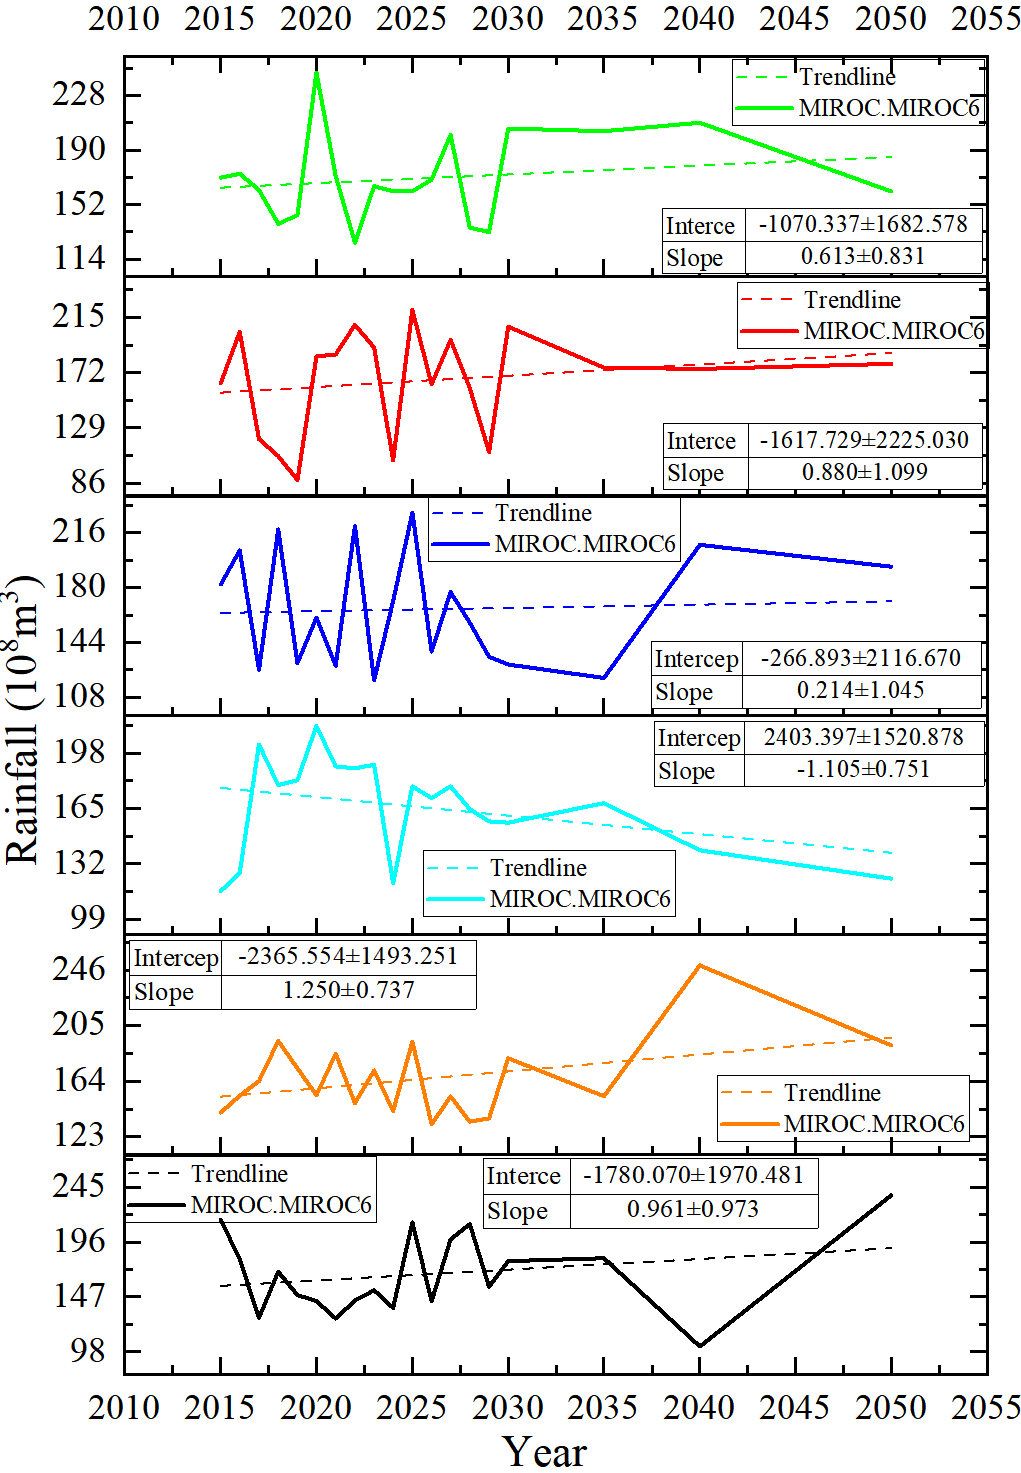 2010 2015 2020 2025 2030 2035 2040 2045 2050 2055
228
190
152
114
Trendline
MIROC.MIROC6
Interce -1070.337±1682.578
Slope 0.613±0.831
215
172
129
86
Trendline
MIROC.MIROC6
Interce -1617.729±2225.030
Slope 0.880±1.099
216
180
144
108
Trendline
MIROC.MIROC6
Intercep -266.893±2116.670
Slope 0.214±1.045
Rainfall (10⁸m³)
198
165
132
99
Intercep 2403.397±1520.878
Slope -1.105±0.751
Trendline
MIROC.MIROC6
246
205
164
123
Intercep -2365.554±1493.251
Slope 1.250±0.737
Trendline
MIROC.MIROC6
245
196
147
98
Trendline
MIROC.MIROC6
Interce -1780.070±1970.481
Slope 0.961±0.973
2010 2015 2020 2025 2030 2035 2040 2045 2050 2055
Year